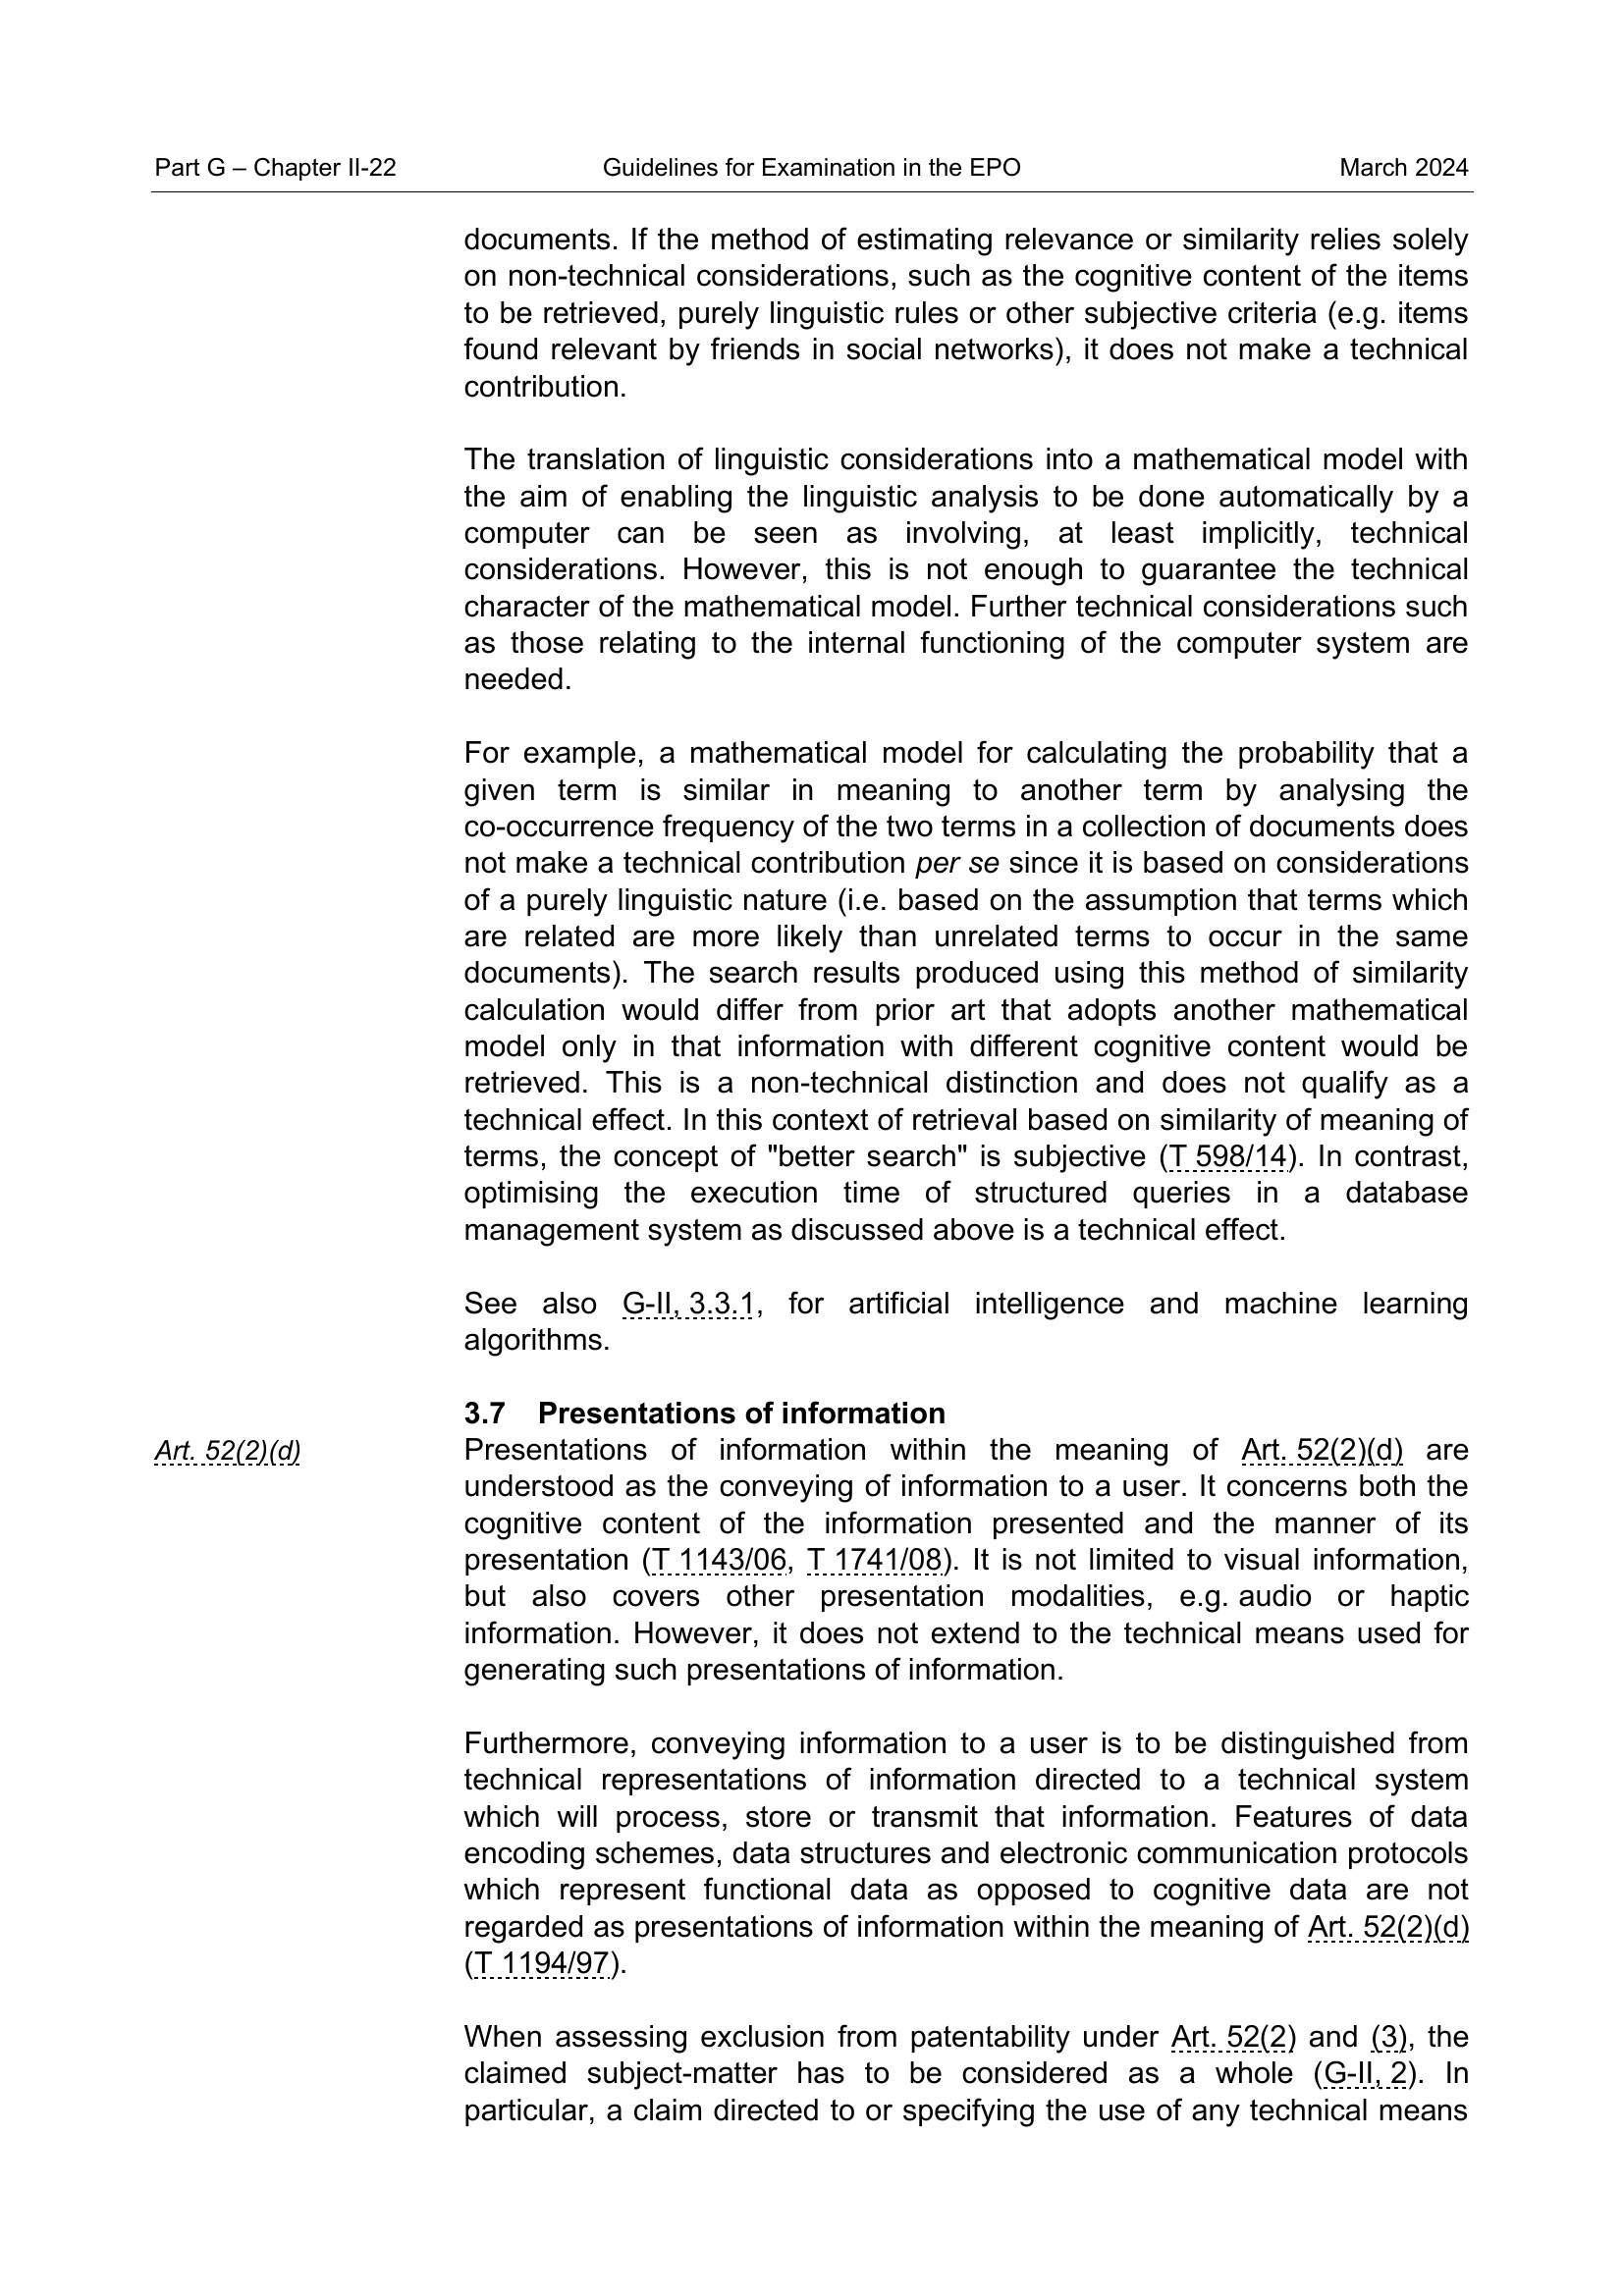 Part G – Chapter II-22 Guidelines for Examination in the EPO March 2024
documents. If the method of estimating relevance or similarity relies solely
on non-technical considerations, such as the cognitive content of the items
to be retrieved, purely linguistic rules or other subjective criteria (e.g. items
found relevant by friends in social networks), it does not make a technical
contribution.
The translation of linguistic considerations into a mathematical model with
the aim of enabling the linguistic analysis to be done automatically by a
computer can be seen as involving, at least implicitly, technical
considerations. However, this is not enough to guarantee the technical
character of the mathematical model. Further technical considerations such
as those relating to the internal functioning of the computer system are
needed.
For example, a mathematical model for calculating the probability that a
given term is similar in meaning to another term by analysing the
co-occurrence frequency of the two terms in a collection of documents does
not make a technical contribution per se since it is based on considerations
of a purely linguistic nature (i.e. based on the assumption that terms which
are related are more likely than unrelated terms to occur in the same
documents). The search results produced using this method of similarity
calculation would differ from prior art that adopts another mathematical
model only in that information with different cognitive content would be
retrieved. This is a non-technical distinction and does not qualify as a
technical effect. In this context of retrieval based on similarity of meaning of
terms, the concept of "better search" is subjective (T 598/14). In contrast,
optimising the execution time of structured queries in a database
management system as discussed above is a technical effect.
See also G-II, 3.3.1, for artificial intelligence and machine learning
algorithms.
3.7 Presentations of information
Art. 52(2)(d)
Presentations of information within the meaning of Art. 52(2)(d) are
understood as the conveying of information to a user. It concerns both the
cognitive content of the information presented and the manner of its
presentation (T 1143/06, T 1741/08). It is not limited to visual information,
but also covers other presentation modalities, e.g. audio or haptic
information. However, it does not extend to the technical means used for
generating such presentations of information.
Furthermore, conveying information to a user is to be distinguished from
technical representations of information directed to a technical system
which will process, store or transmit that information. Features of data
encoding schemes, data structures and electronic communication protocols
which represent functional data as opposed to cognitive data are not
regarded as presentations of information within the meaning of Art. 52(2)(d)
(T 1194/97).
When assessing exclusion from patentability under Art. 52(2) and (3), the
claimed subject-matter has to be considered as a whole (G-II, 2). In
particular, a claim directed to or specifying the use of any technical means